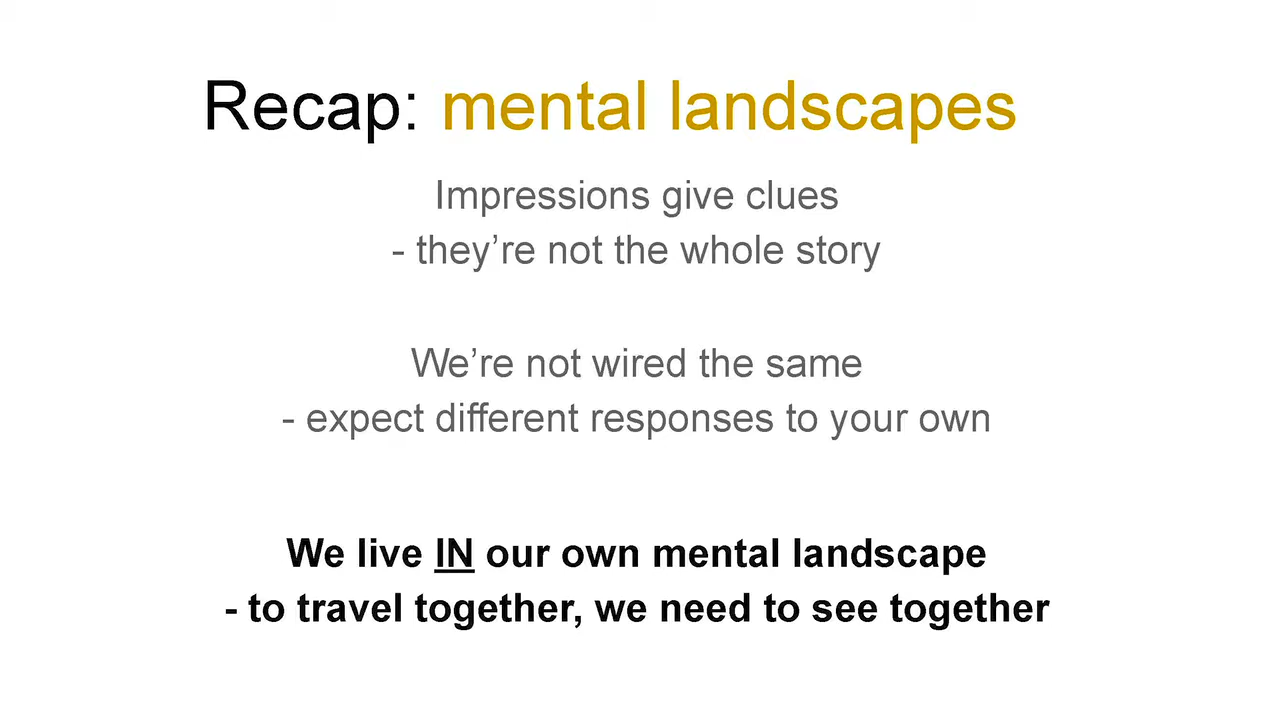 Recap: mental landscapes
Impressions give clues
- they’re not the whole story
We’re not wired the same
- expect different responses to your own
We live IN our own mental landscape
- to travel together, we need to see together